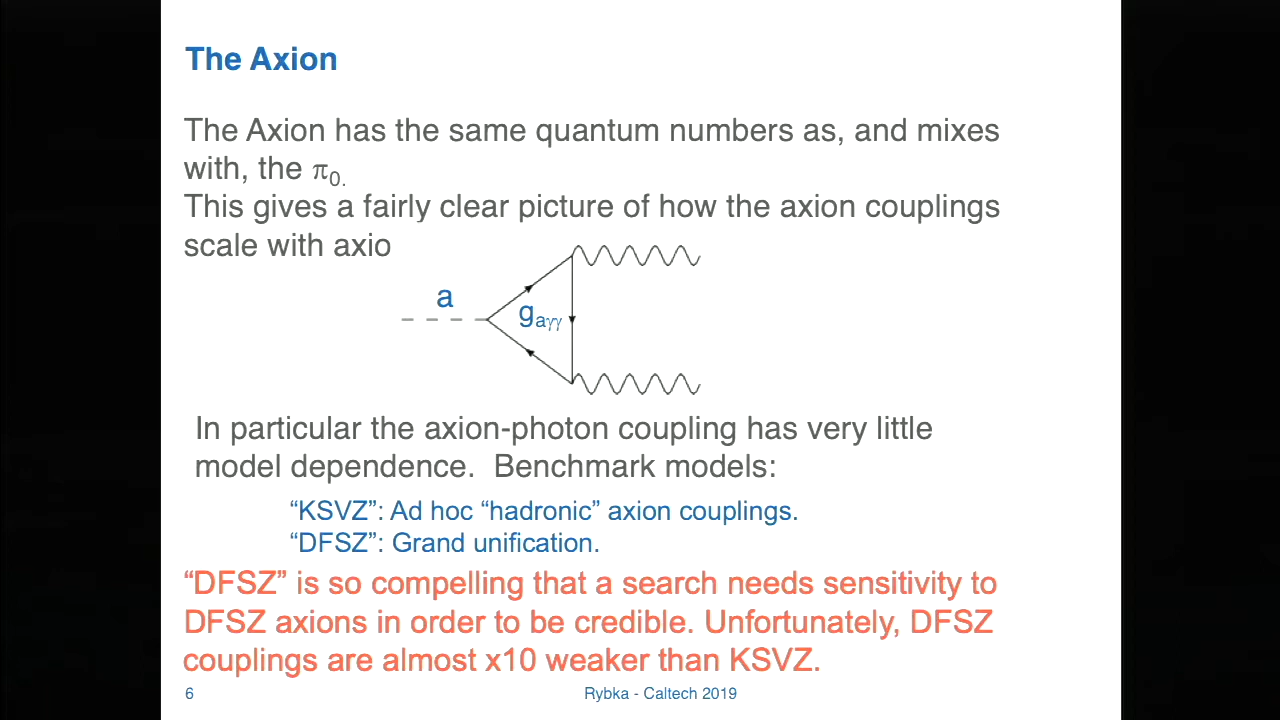 The Axion
The Axion has the same quantum numbers as, and mixes
with, the π0.
This gives a fairly clear picture of how the axion couplings
scale with axio
a
gaγγ
In particular the axion-photon coupling has very little
model dependence. Benchmark models:
“KSVZ”: Ad hoc “hadronic” axion couplings.
“DFSZ”: Grand unification.
“DFSZ” is so compelling that a search needs sensitivity to
DFSZ axions in order to be credible. Unfortunately, DFSZ
couplings are almost x10 weaker than KSVZ.
6
Rybka - Caltech 2019